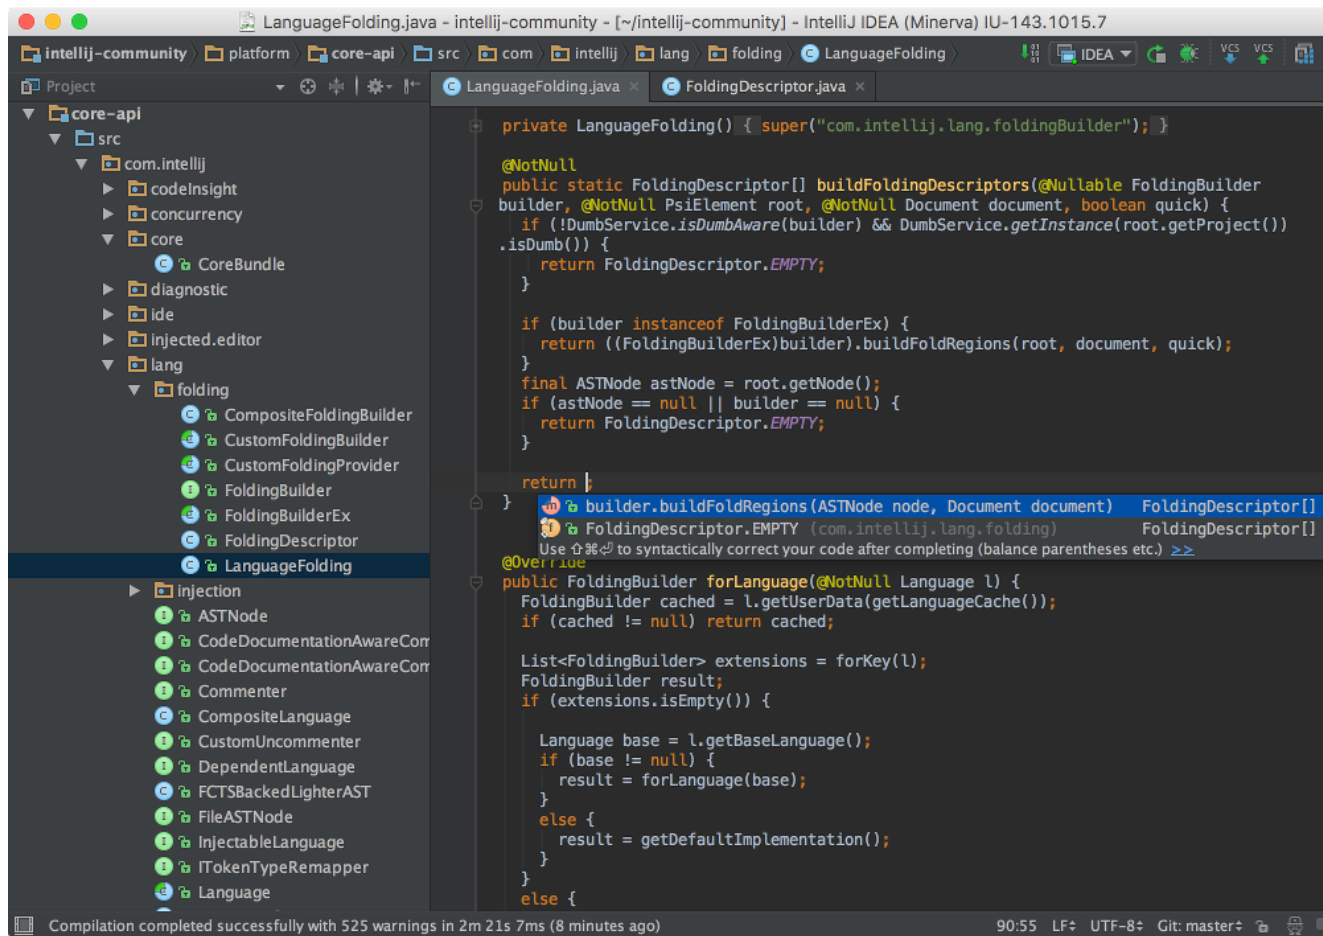 LanguageFolding.java - intellij-community - [~/intellij-community] - IntelliJ IDEA (Minerva) IU-143.1015.7
intellij-community platform core-api src com intellij lang folding LanguageFolding IDEA VCS VCS
Project
LanguageFolding.java FoldingDescriptor.java
core-api
src
com.intellij
codeInsight
concurrency
core
CoreBundle
diagnostic
ide
injected.editor
lang
folding
CompositeFoldingBuilder
CustomFoldingBuilder
CustomFoldingProvider
FoldingBuilder
FoldingBuilderEx
FoldingDescriptor
LanguageFolding
injection
ASTNode
CodeDocumentationAwareCom
CodeDocumentationAwareCom
Commenter
CompositeLanguage
CustomUncommenter
DependentLanguage
FCTSBackedLighterAST
FileASTNode
InjectableLanguage
ITokenTypeRemapper
Language
private LanguageFolding() { super("com.intellij.lang.foldingBuilder"); }
@NotNull
public static FoldingDescriptor[] buildFoldingDescriptors(@Nullable FoldingBuilder
builder, @NotNull PsiElement root, @NotNull Document document, boolean quick) {
if (!DumbService.isDumbAware(builder) && DumbService.getInstance(root.getProject())
.isDumb()) {
return FoldingDescriptor.EMPTY;
}
if (builder instanceof FoldingBuilderEx) {
return ((FoldingBuilderEx)builder).buildFoldRegions(root, document, quick);
}
final ASTNode astNode = root.getNode();
if (astNode == null || builder == null) {
return FoldingDescriptor.EMPTY;
}
return ;
}
builder.buildFoldRegions(ASTNode node, Document document) FoldingDescriptor[]
FoldingDescriptor.EMPTY (com.intellij.lang.folding) FoldingDescriptor[]
Use ⇧⌘⏎ to syntactically correct your code after completing (balance parentheses etc.) >>
@Override
public FoldingBuilder forLanguage(@NotNull Language l) {
FoldingBuilder cached = l.getUserData(getLanguageCache());
if (cached != null) return cached;
List<FoldingBuilder> extensions = forKey(l);
FoldingBuilder result;
if (extensions.isEmpty()) {
Language base = l.getBaseLanguage();
if (base != null) {
result = forLanguage(base);
}
else {
result = getDefaultImplementation();
}
}
else {
Compilation completed successfully with 525 warnings in 2m 21s 7ms (8 minutes ago) 90:55 LF UTF-8 Git: master